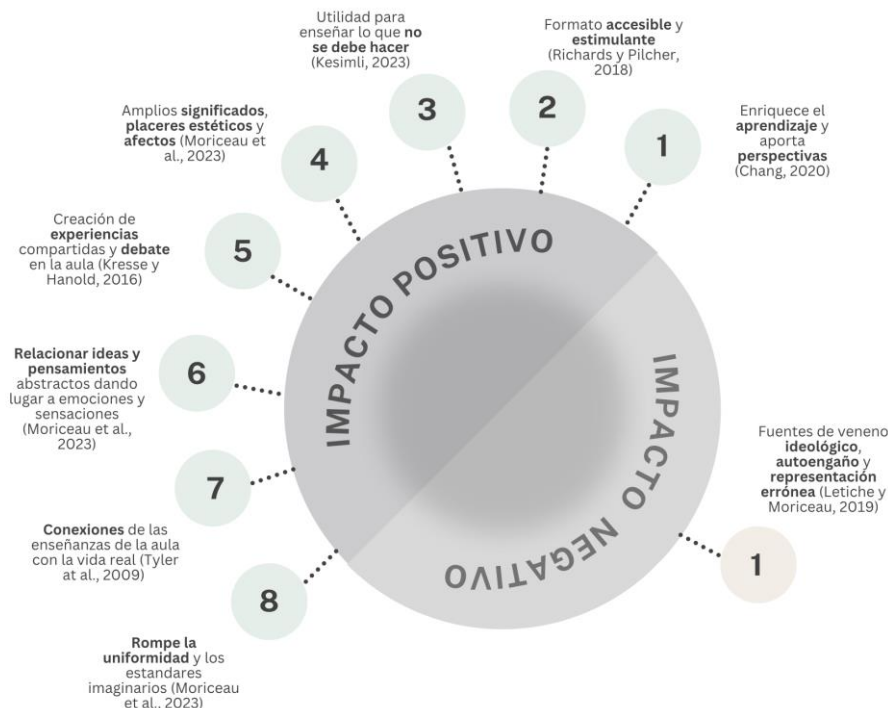 IMPACTO POSITIVO
1
Enriquece el
aprendizaje y
aporta
perspectivas
(Chang, 2020)
2
Formato accesible y
estimulante
(Richards y Pilcher,
2018)
3
Utilidad para
enseñar lo que no
se debe hacer
(Kesimli, 2023)
4
Amplios significados,
placeres estéticos y
afectos (Moriceau et
al., 2023)
5
Creación de
experiencias
compartidas y debate
en la aula (Kresse y
Hanold, 2016)
6
Relacionar ideas y
pensamientos
abstractos dando
lugar a emociones y
sensaciones
(Moriceau et al.,
2023)
7
Conexiones de las
enseñanzas de la aula
con la vida real (Tyler
at al., 2009)
8
Rompe la
uniformidad y los
estandares
imaginarios (Moriceau
et al., 2023)
IMPACTO NEGATIVO
1
Fuentes de veneno
ideológico,
autoengaño y
representación
errónea (Letiche y
Moriceau, 2019)